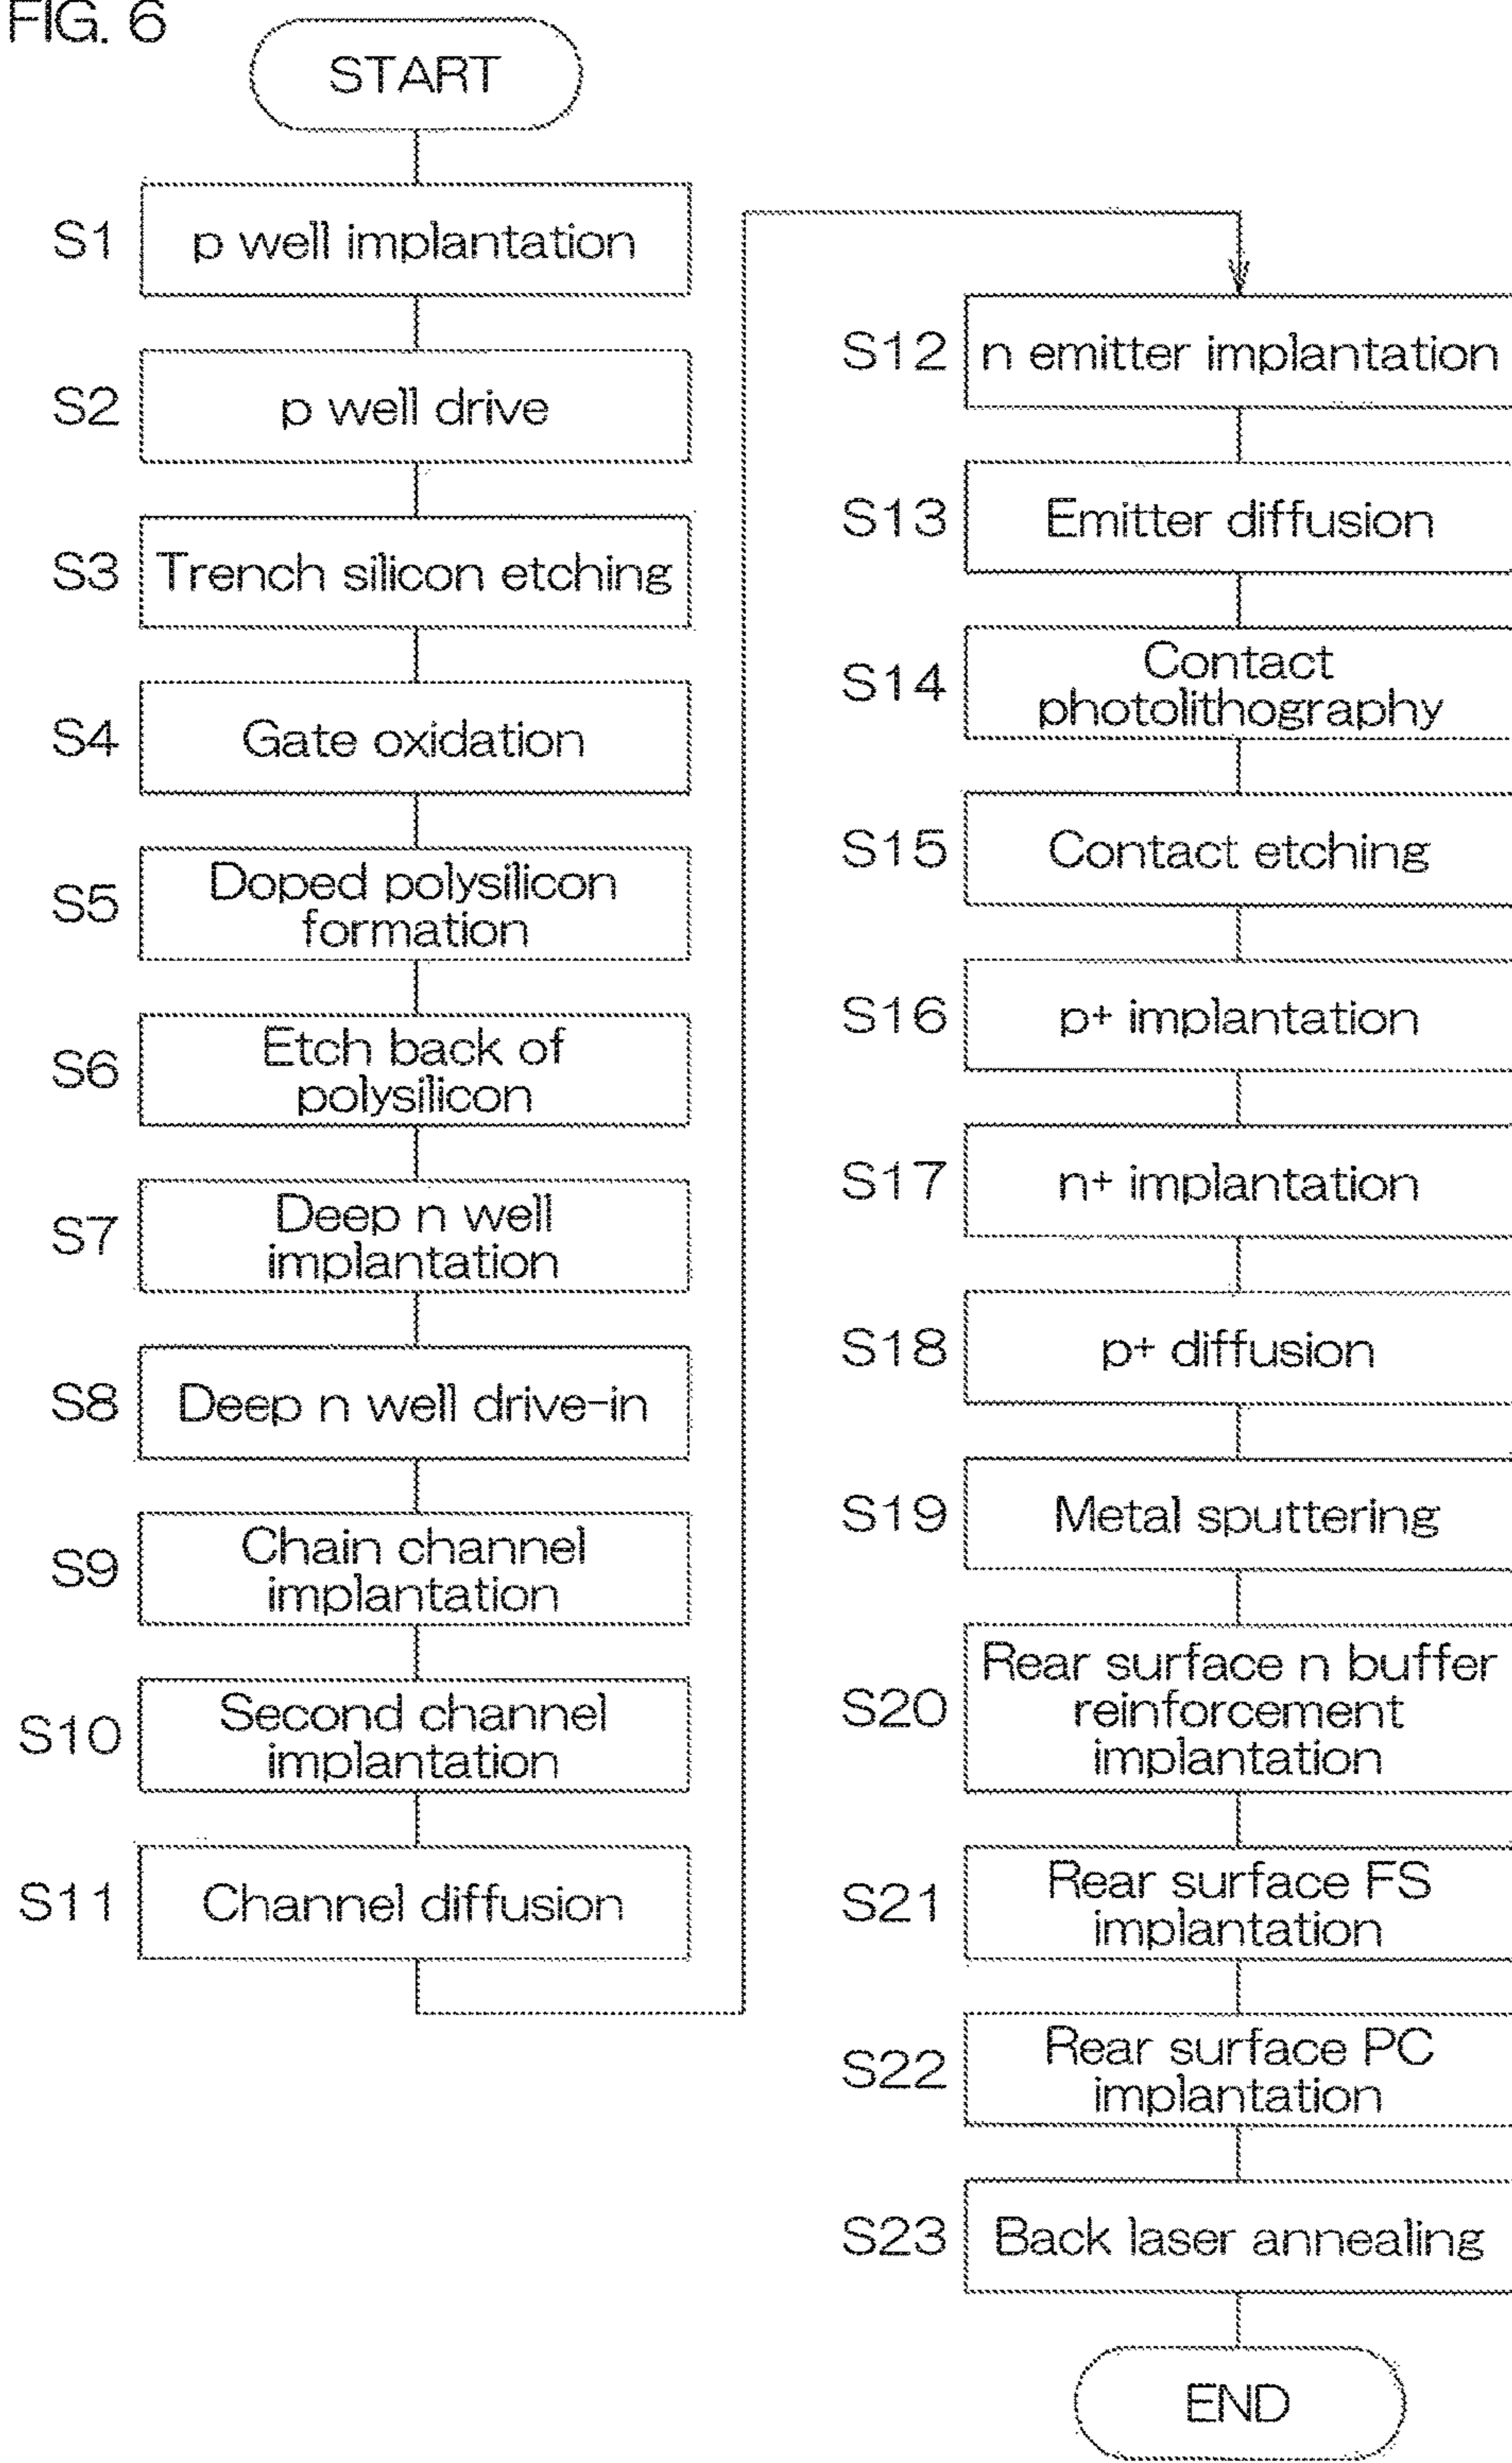 FIG. 6
START
S1 p well implantation
S2 p well drive
S3 Trench silicon etching
S4 Gate oxidation
S5 Doped polysilicon
formation
S6 Etch back of
polysilicon
S7 Deep n well
implantation
S8 Deep n well drive-in
S9 Chain channel
implantation
S10 Second channel
implantation
S11 Channel diffusion
S12 n emitter implantation
S13 Emitter diffusion
S14 Contact
photolithography
S15 Contact etching
S16 p+ implantation
S17 n+ implantation
S18 p+ diffusion
S19 Metal sputtering
S20 Rear surface n buffer
reinforcement
implantation
S21 Rear surface FS
implantation
S22 Rear surface PC
implantation
S23 Back laser annealing
END